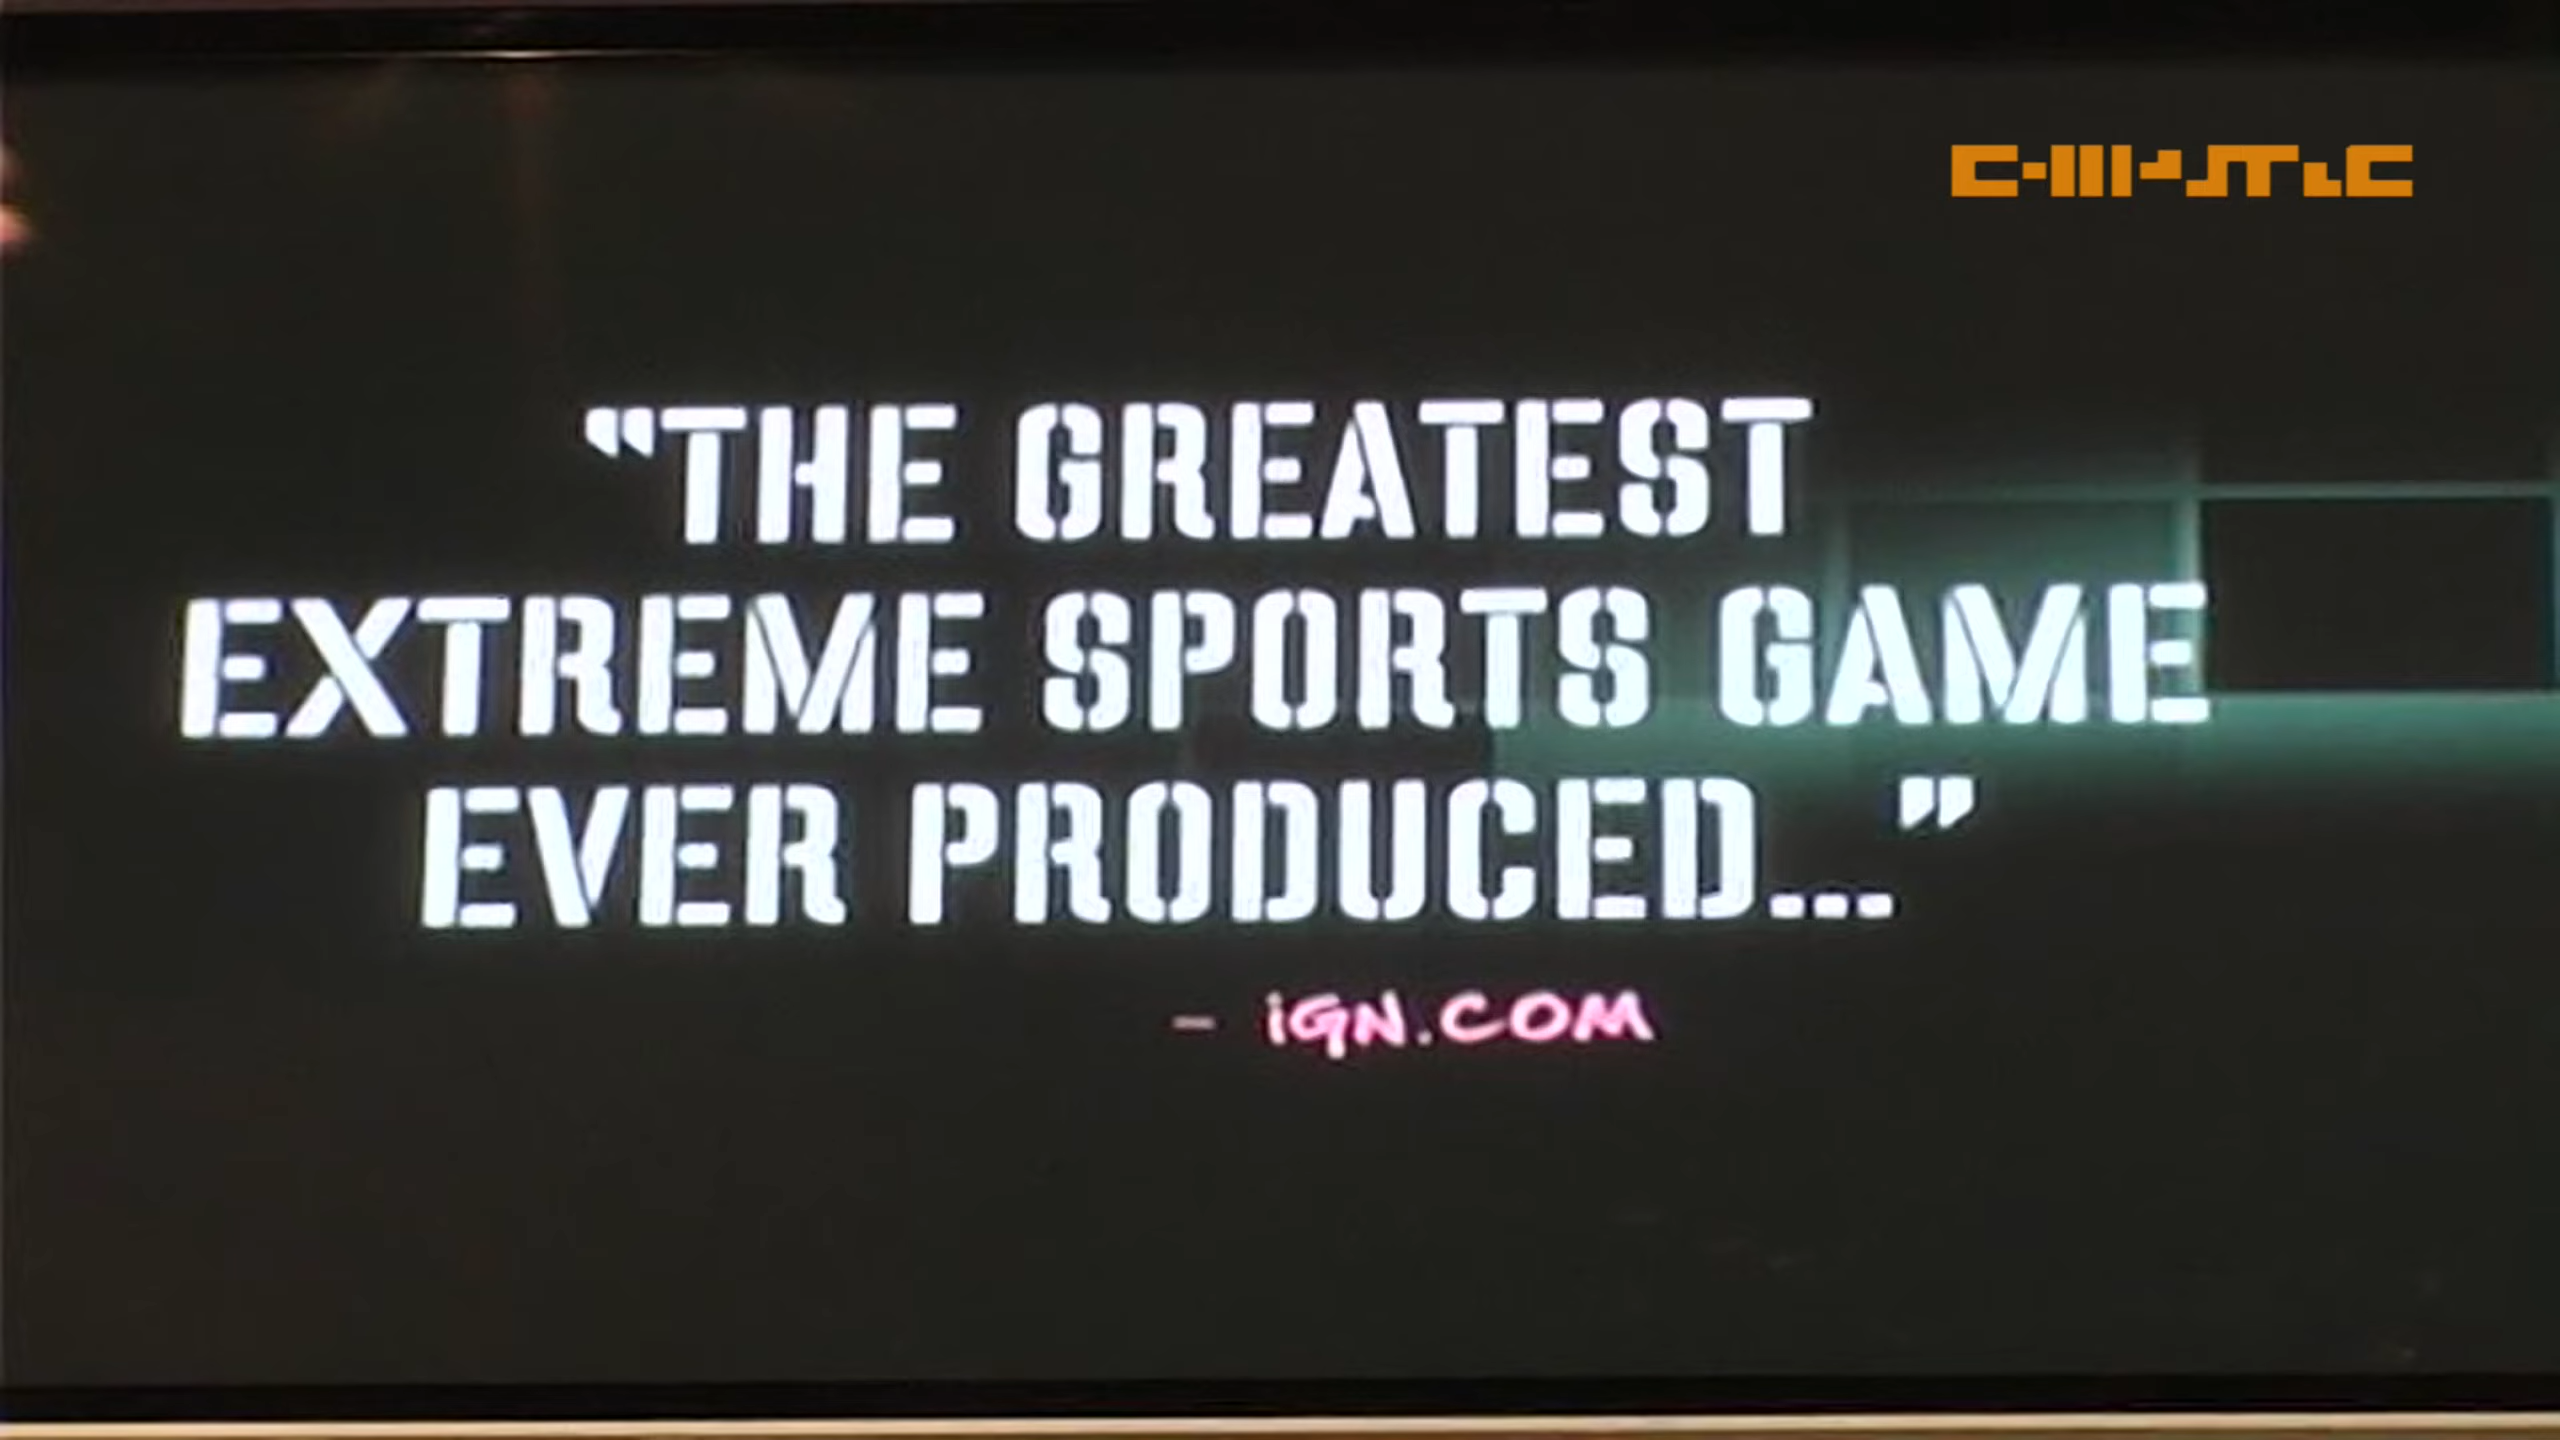 "THE GREATEST
EXTREME SPORTS GAME
EVER PRODUCED..."
– iGN.COM